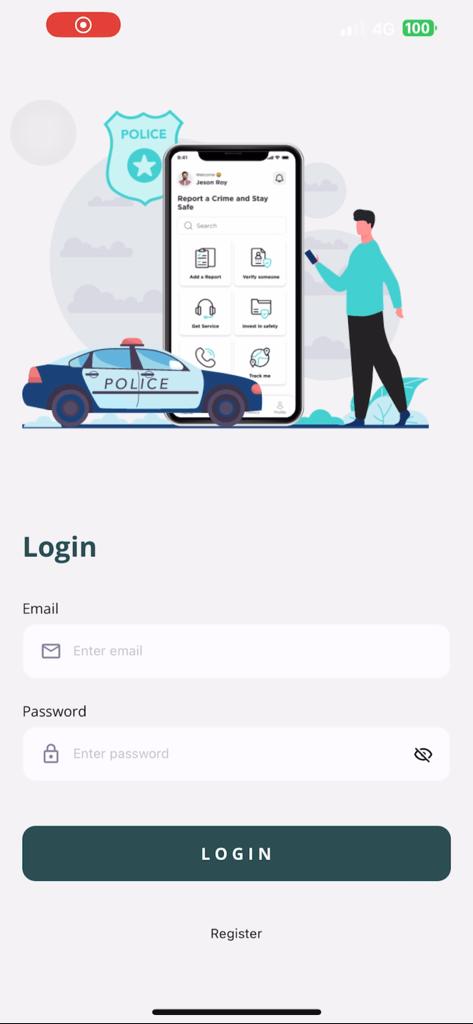 4G 100
POLICE
9:41
Welcome
Jeson Roy
Report a Crime and Stay
Safe
Search
Add a Report
Verify someone
Get Service
Invest in safety
Track me
Profile
POLICE
Login
Email
Enter email
Password
Enter password
LOGIN
Register